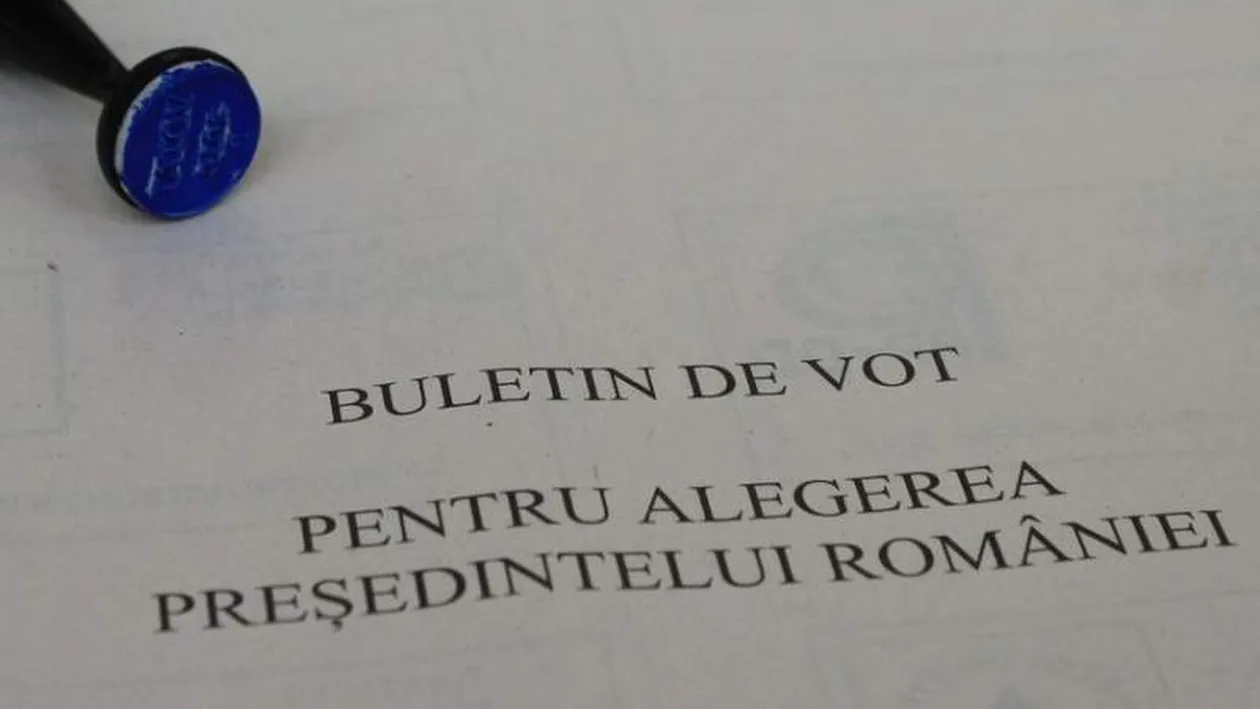 BULETIN DE VOT
PENTRU ALEGEREA
PREŞEDINTELUI ROMÂNIEI